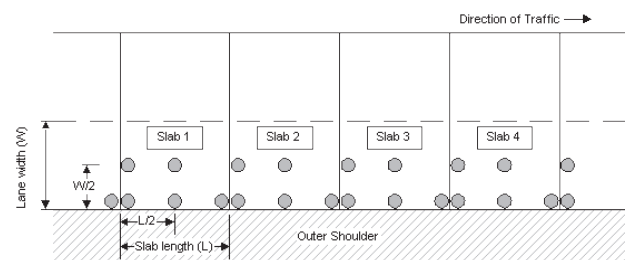 Direction of Traffic
Slab 1
Slab 2
Slab 3
Slab 4
Lane width (W)
W/2
L/2
Slab length (L)
Outer Shoulder